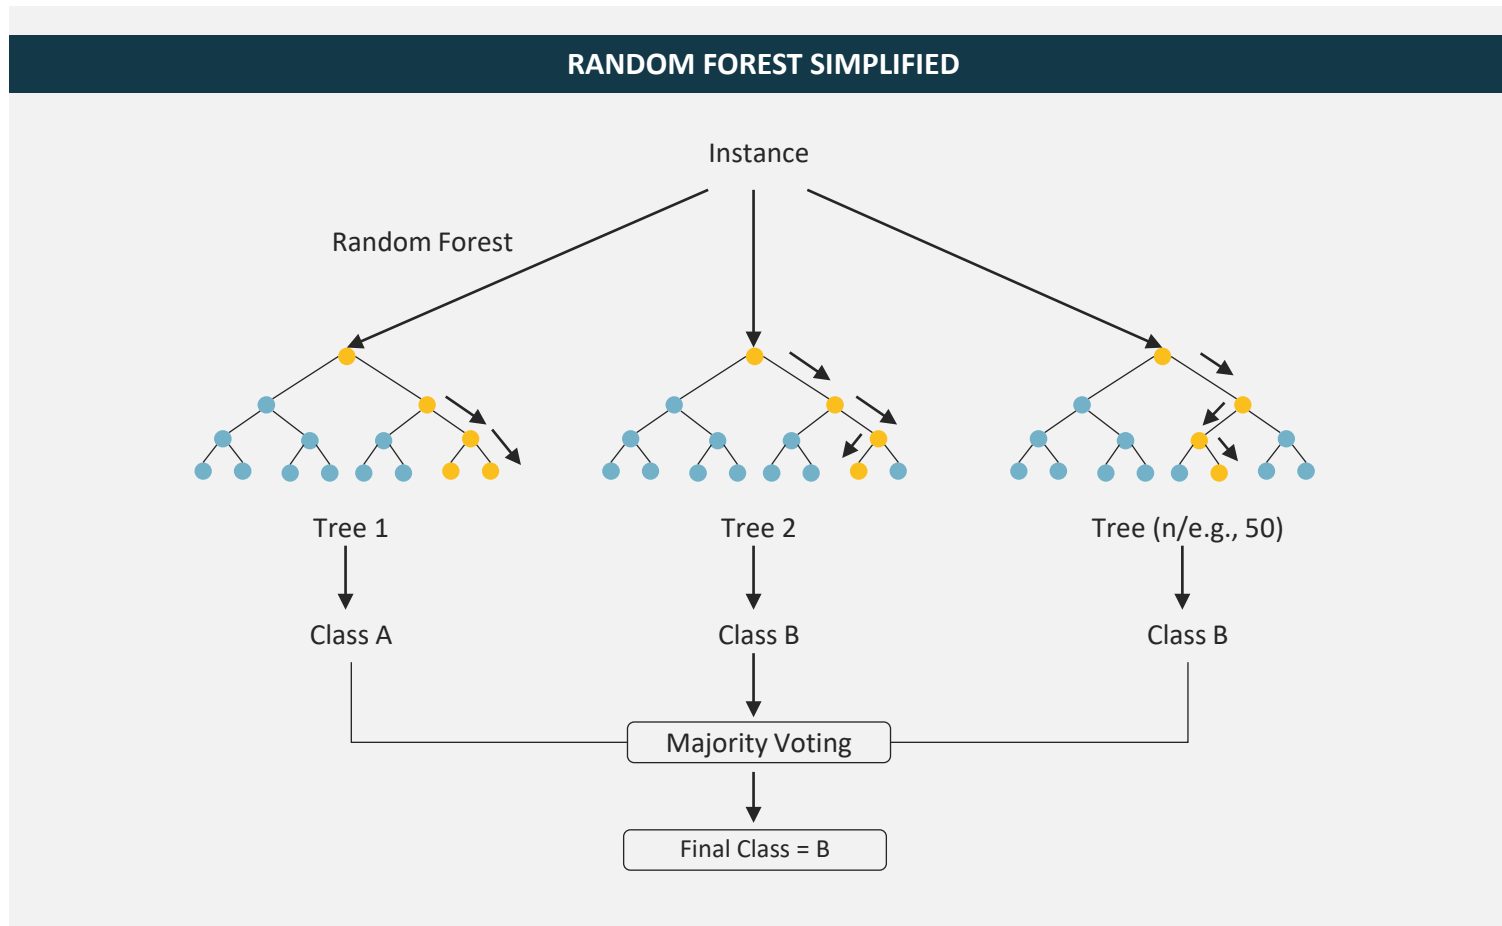 RANDOM FOREST SIMPLIFIED
Instance
Random Forest
Tree 1
Tree 2
Tree (n/e.g., 50)
Class A
Class B
Class B
Majority Voting
Final Class = B